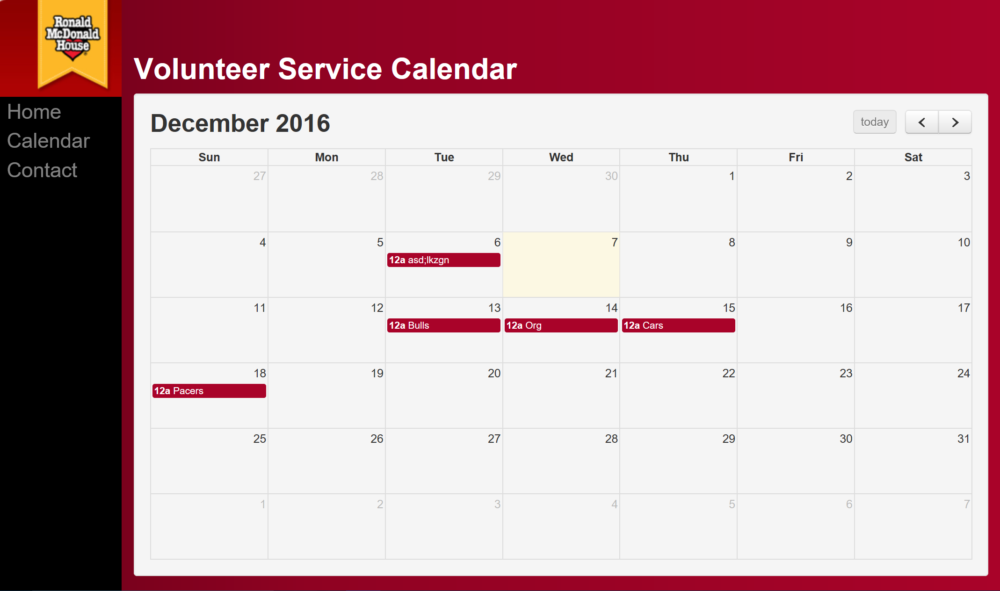 Ronald
McDonald
House®
Home
Calendar
Contact
Volunteer Service Calendar
December 2016
today
Sun Mon Tue Wed Thu Fri Sat
27 28 29 30 1 2 3
4 5 6 7 8 9 10
12a asd;lkzgn
11 12 13 14 15 16 17
12a Bulls 12a Org 12a Cars
18 19 20 21 22 23 24
12a Pacers
25 26 27 28 29 30 31
1 2 3 4 5 6 7